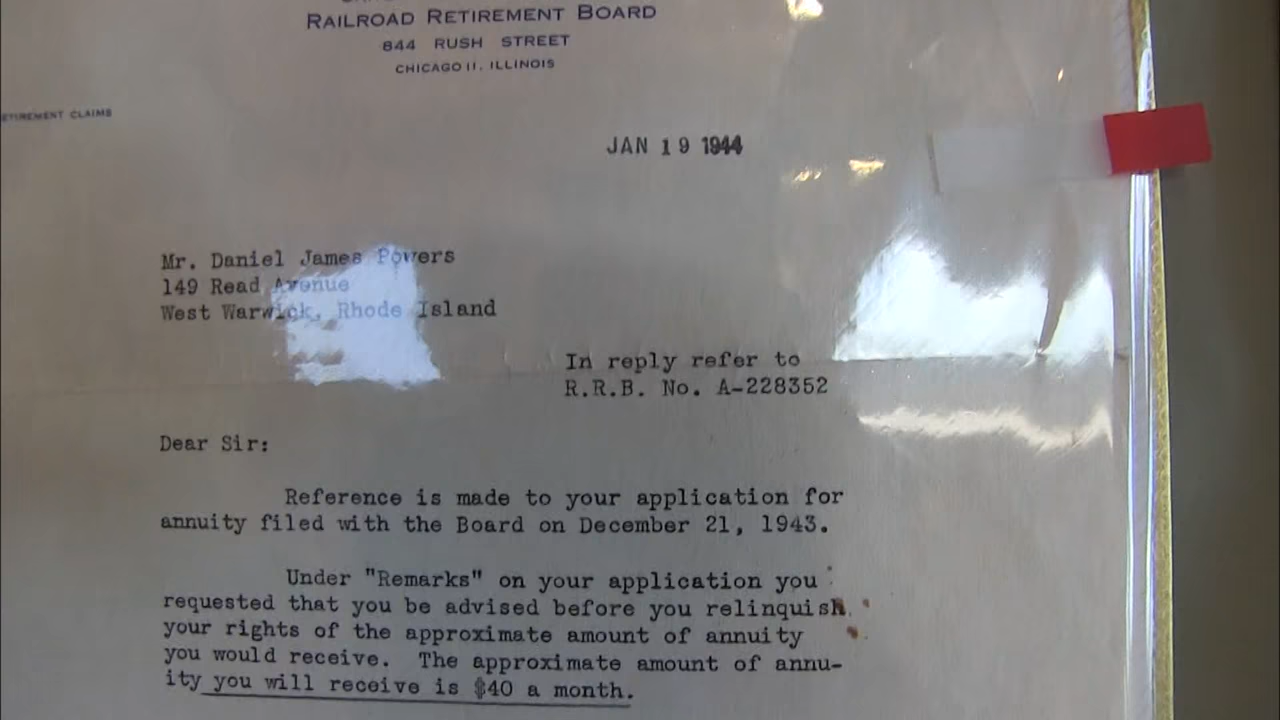 RAILROAD RETIREMENT BOARD
844 RUSH STREET
CHICAGO 11, ILLINOIS
RETIREMENT CLAIMS
JAN 19 1944
Mr. Daniel James Powers
149 Read Avenue
West Warwick, Rhode Island
In reply refer to
R.R.B. No. A-228352
Dear Sir:
Reference is made to your application for
annuity filed with the Board on December 21, 1943.
Under "Remarks" on your application you
requested that you be advised before you relinquish
your rights of the approximate amount of annuity
you would receive. The approximate amount of annu-
ity you will receive is $40 a month.